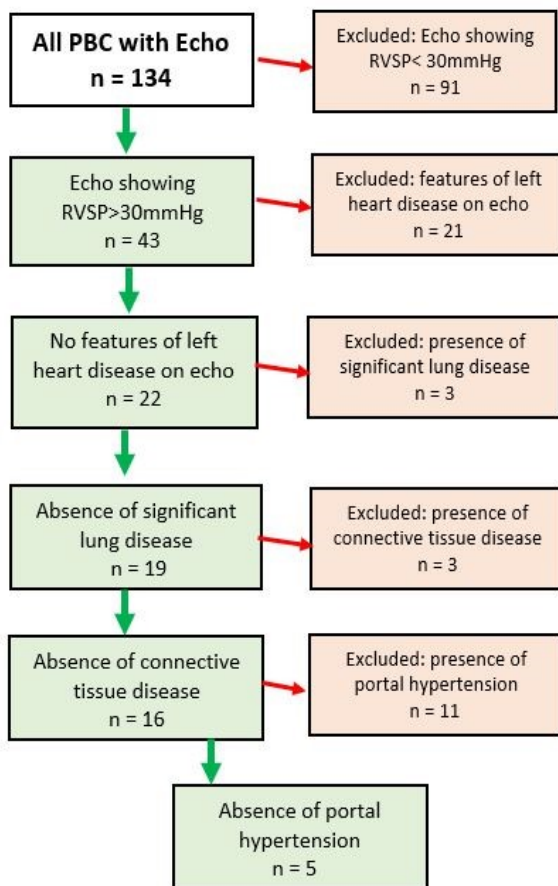 All PBC with Echo
n = 134
Excluded: Echo showing
RVSP< 30mmHg
n = 91
Echo showing
RVSP>30mmHg
n = 43
Excluded: features of left
heart disease on echo
n = 21
No features of left
heart disease on echo
n = 22
Excluded: presence of
significant lung disease
n = 3
Absence of significant
lung disease
n = 19
Excluded: presence of
connective tissue disease
n = 3
Absence of connective
tissue disease
n = 16
Excluded: presence of
portal hypertension
n = 11
Absence of portal
hypertension
n = 5